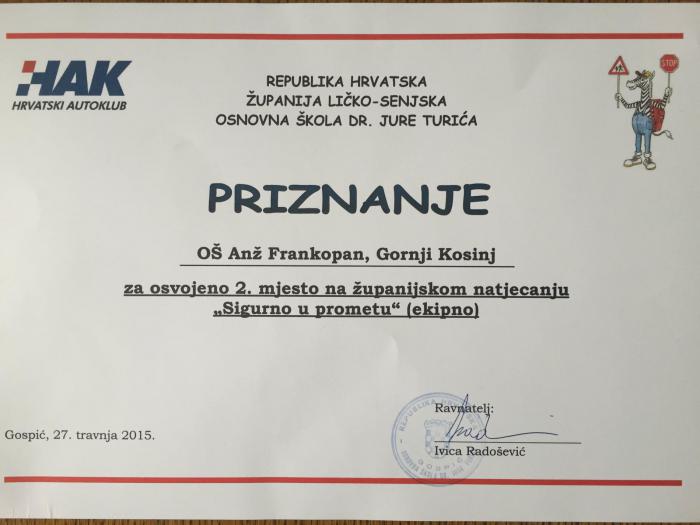 HAK
HRVATSKI AUTOKLUB
REPUBLIKA HRVATSKA
ŽUPANIJA LIČKO-SENJSKA
OSNOVNA ŠKOLA DR. JURE TURIĆA
STOP
PRIZNANJE
OŠ Anž Frankopan, Gornji Kosinj
za osvojeno 2. mjesto na županijskom natjecanju
„Sigurno u prometu“ (ekipno)
Ravnatelj:
Gospić, 27. travnja 2015.
Ivica Radošević